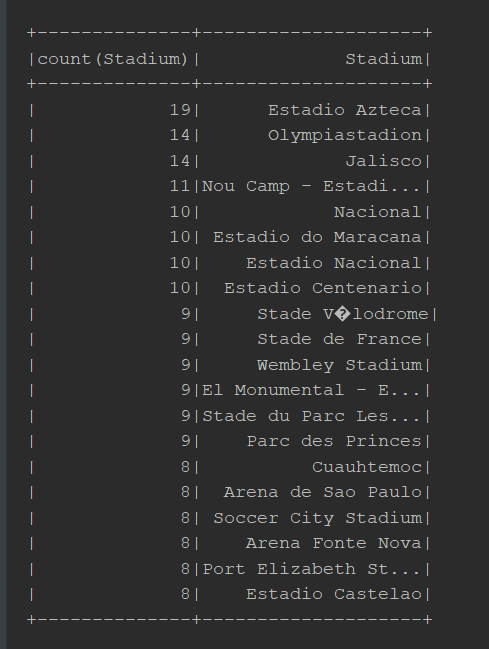 +--------------+--------------------+
|count(Stadium)|             Stadium|
+--------------+--------------------+
|            19|      Estadio Azteca|
|            14|      Olympiastadion|
|            14|             Jalisco|
|            11|Nou Camp - Estadi...|
|            10|            Nacional|
|            10| Estadio do Maracana|
|            10|    Estadio Nacional|
|            10|  Estadio Centenario|
|             9|     Stade V�lodrome|
|             9|     Stade de France|
|             9|     Wembley Stadium|
|             9|El Monumental - E...|
|             9|Stade du Parc Les...|
|             9|    Parc des Princes|
|             8|          Cuauhtemoc|
|             8|  Arena de Sao Paulo|
|             8| Soccer City Stadium|
|             8|    Arena Fonte Nova|
|             8|Port Elizabeth St...|
|             8|    Estadio Castelao|
+--------------+--------------------+